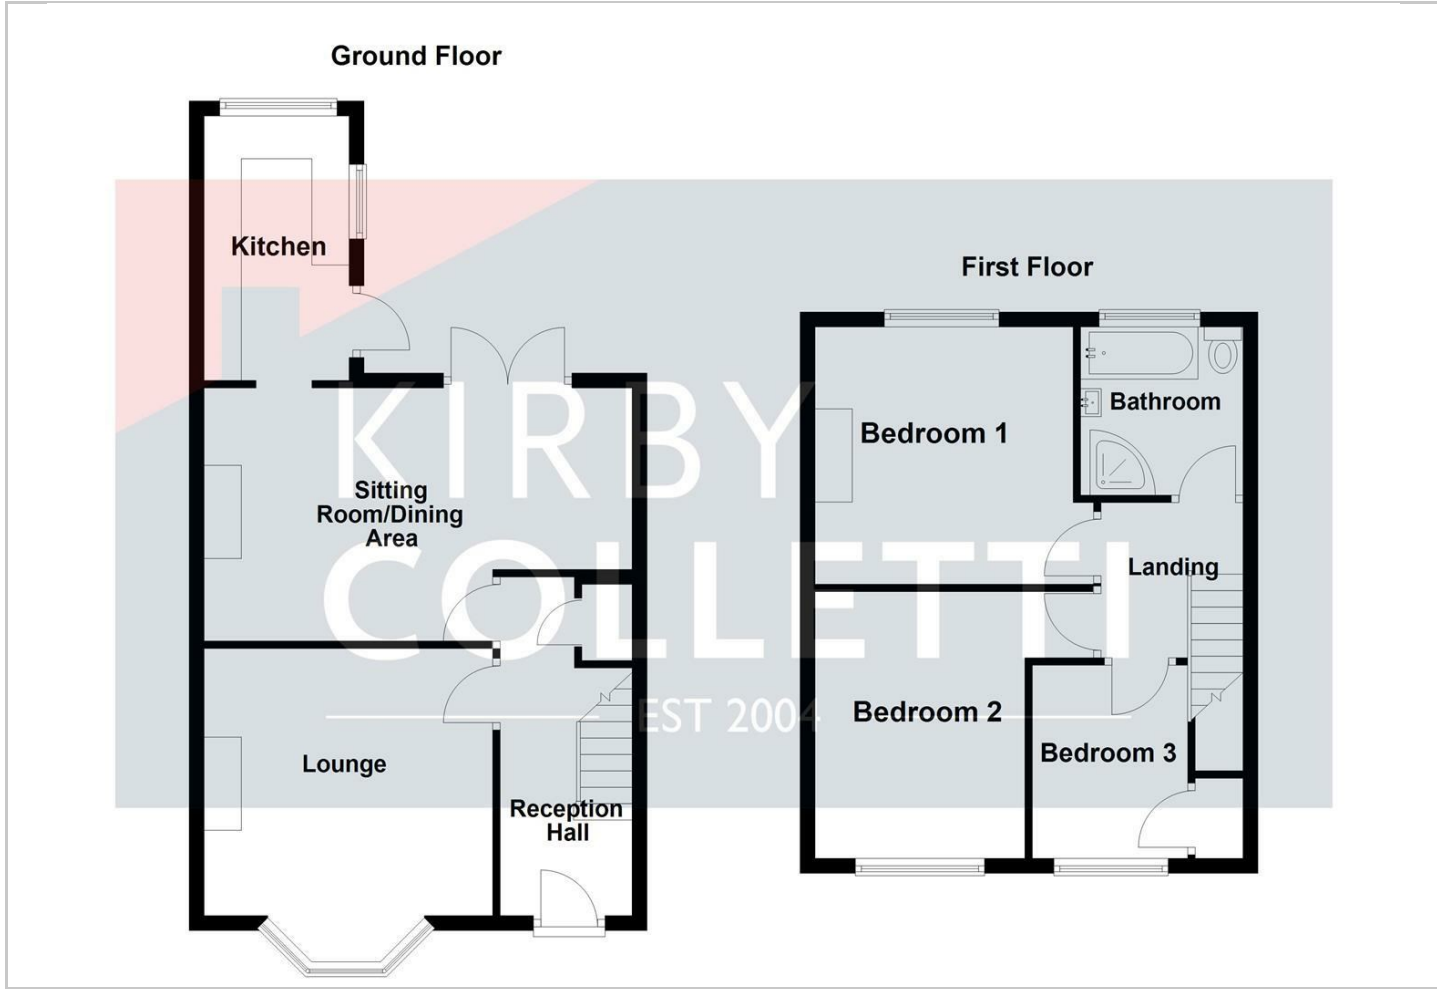 Ground Floor
Kitchen
Sitting
Room/Dining
Area
Lounge
Reception
Hall
First Floor
Bedroom 1
Bathroom
Landing
Bedroom 2
Bedroom 3
KIRBY
COLLETTI
EST 2004